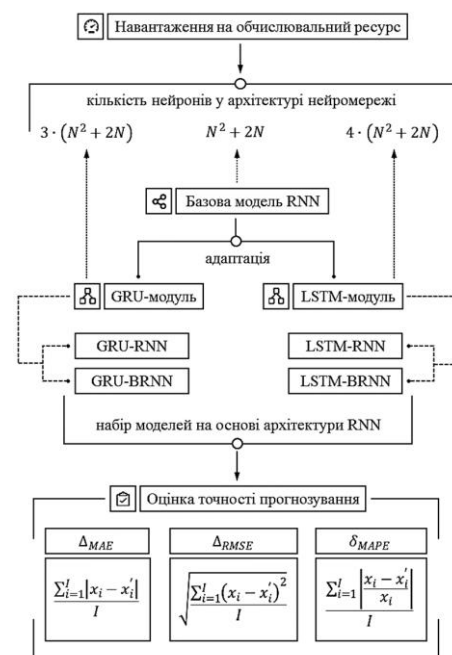 Навантаження на обчислювальний ресурс
кількість нейронів у архітектурі нейромережі
3 · (N² + 2N) N² + 2N 4 · (N² + 2N)
Базова модель RNN
адаптація
GRU-модуль LSTM-модуль
GRU-RNN LSTM-RNN
GRU-BRNN LSTM-BRNN
набір моделей на основі архітектури RNN
Оцінка точності прогнозування
Δ_MAE Δ_RMSE δ_MAPE
∑_{i=1}^{I}|x_i − x_i′| / I √(∑_{i=1}^{I}(x_i − x_i′)² / I) ∑_{i=1}^{I}|(x_i − x_i′) / x_i| / I